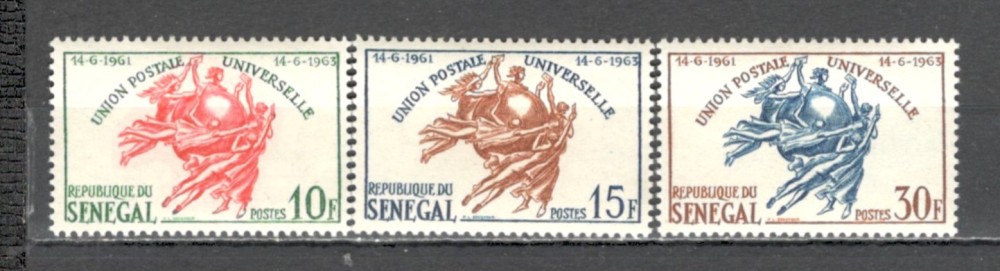 14-6-1961 14-6-1963
UNION POSTALE UNIVERSELLE
REPUBLIQUE DU
SENEGAL POSTES 10F
14-6-1961 14-6-1963
UNION POSTALE UNIVERSELLE
REPUBLIQUE DU
SENEGAL POSTES 15F
14-6-1961 14-6-1963
UNION POSTALE UNIVERSELLE
REPUBLIQUE DU
SENEGAL POSTES 30F